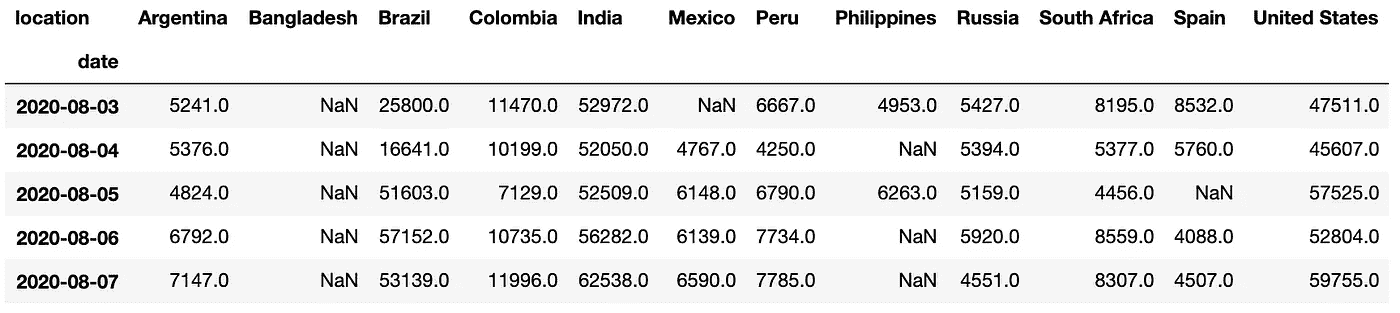 location Argentina Bangladesh Brazil Colombia India Mexico Peru Philippines Russia South Africa Spain United States
date
2020-08-03 5241.0 NaN 25800.0 11470.0 52972.0 NaN 6667.0 4953.0 5427.0 8195.0 8532.0 47511.0
2020-08-04 5376.0 NaN 16641.0 10199.0 52050.0 4767.0 4250.0 NaN 5394.0 5377.0 5760.0 45607.0
2020-08-05 4824.0 NaN 51603.0 7129.0 52509.0 6148.0 6790.0 6263.0 5159.0 4456.0 NaN 57525.0
2020-08-06 6792.0 NaN 57152.0 10735.0 56282.0 6139.0 7734.0 NaN 5920.0 8559.0 4088.0 52804.0
2020-08-07 7147.0 NaN 53139.0 11996.0 62538.0 6590.0 7785.0 NaN 4551.0 8307.0 4507.0 59755.0